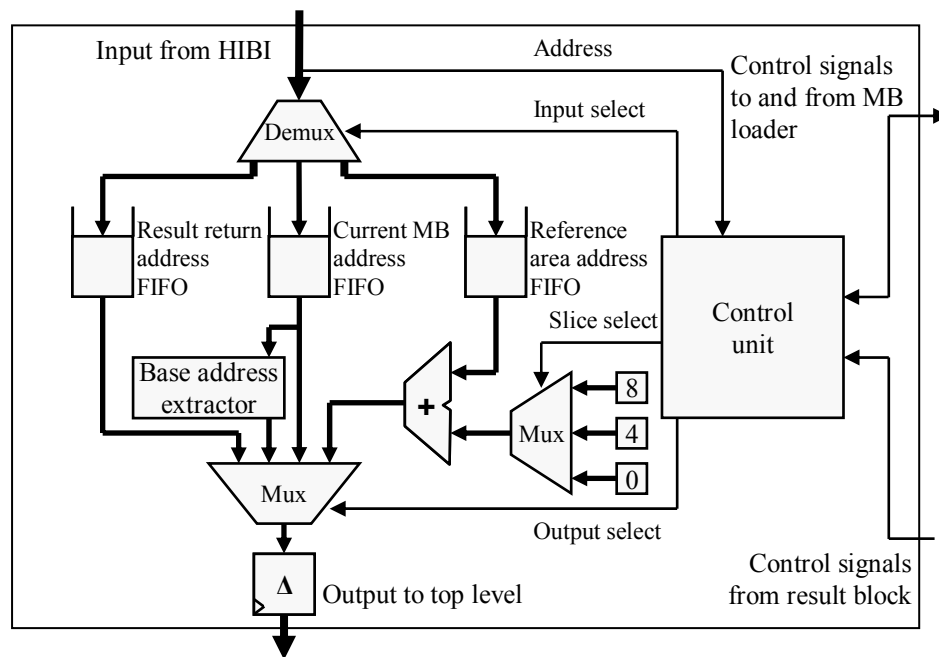 Input from HIBI
Address
Control signals
to and from MB
loader
Demux
Input select
Result return
address
FIFO
Current MB
address
FIFO
Reference
area address
FIFO
Control
unit
Slice select
Base address
extractor
+
Mux
8
4
0
Mux
Output select
Δ
Output to top level
Control signals
from result block